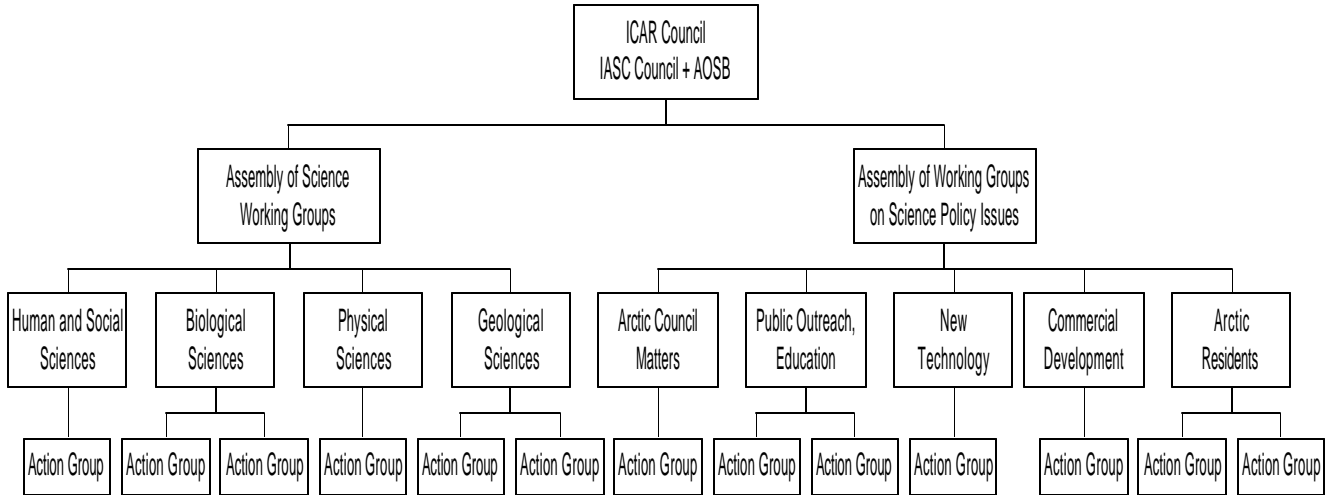 ICAR Council
IASC Council + AOSB
Assembly of Science
Working Groups
Assembly of Working Groups
on Science Policy Issues
Human and Social
Sciences
Biological
Sciences
Physical
Sciences
Geological
Sciences
Arctic Council
Matters
Public Outreach,
Education
New
Technology
Commercial
Development
Arctic
Residents
Action Group
Action Group
Action Group
Action Group
Action Group
Action Group
Action Group
Action Group
Action Group
Action Group
Action Group
Action Group
Action Group